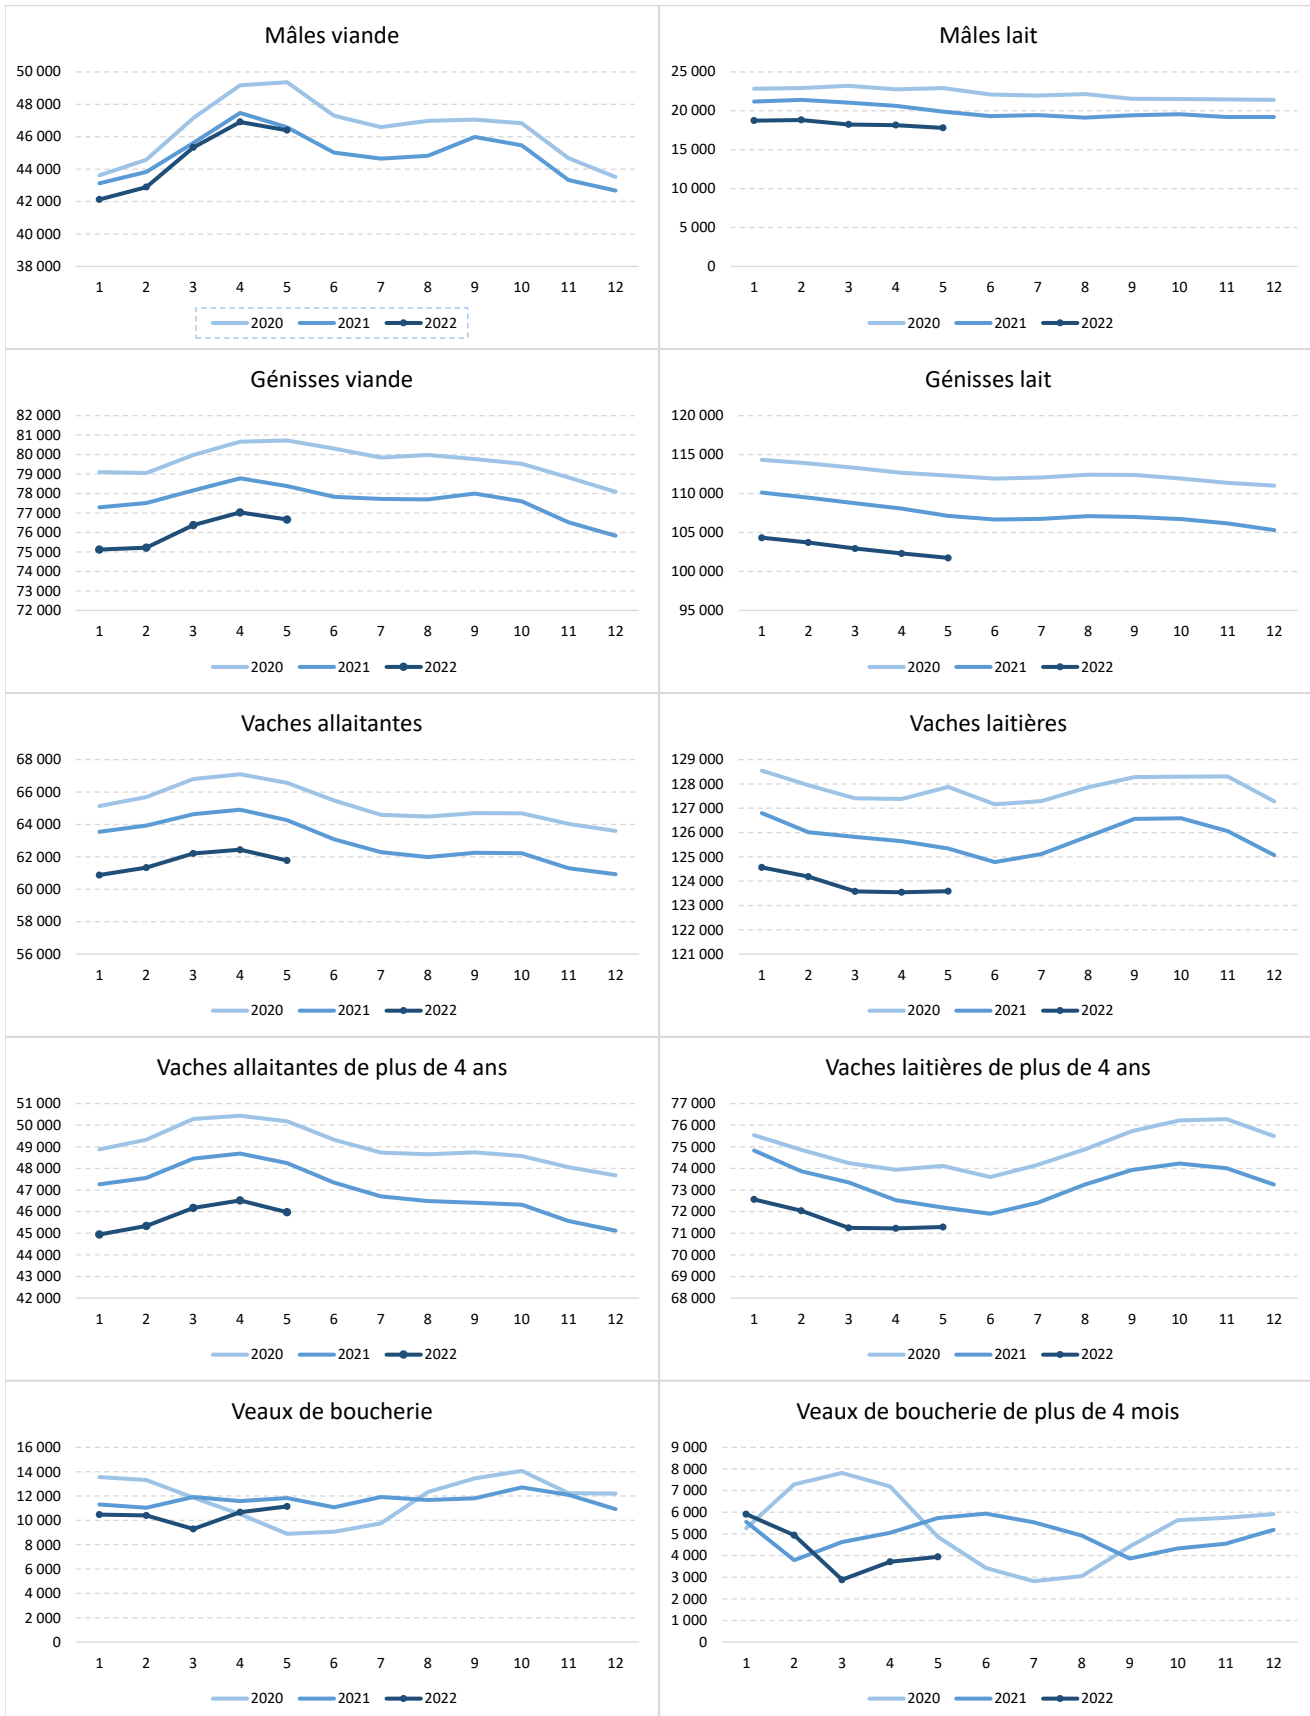 Mâles viande
50 000
48 000
46 000
44 000
42 000
40 000
38 000
1 2 3 4 5 6 7 8 9 10 11 12
2020 2021 2022
Mâles lait
25 000
20 000
15 000
10 000
5 000
0
1 2 3 4 5 6 7 8 9 10 11 12
2020 2021 2022
Génisses viande
82 000
81 000
80 000
79 000
78 000
77 000
76 000
75 000
74 000
73 000
72 000
1 2 3 4 5 6 7 8 9 10 11 12
2020 2021 2022
Génisses lait
120 000
115 000
110 000
105 000
100 000
95 000
1 2 3 4 5 6 7 8 9 10 11 12
2020 2021 2022
Vaches allaitantes
68 000
66 000
64 000
62 000
60 000
58 000
56 000
1 2 3 4 5 6 7 8 9 10 11 12
2020 2021 2022
Vaches laitières
129 000
128 000
127 000
126 000
125 000
124 000
123 000
122 000
121 000
1 2 3 4 5 6 7 8 9 10 11 12
2020 2021 2022
Vaches allaitantes de plus de 4 ans
51 000
50 000
49 000
48 000
47 000
46 000
45 000
44 000
43 000
42 000
1 2 3 4 5 6 7 8 9 10 11 12
2020 2021 2022
Vaches laitières de plus de 4 ans
77 000
76 000
75 000
74 000
73 000
72 000
71 000
70 000
69 000
68 000
1 2 3 4 5 6 7 8 9 10 11 12
2020 2021 2022
Veaux de boucherie
16 000
14 000
12 000
10 000
8 000
6 000
4 000
2 000
0
1 2 3 4 5 6 7 8 9 10 11 12
2020 2021 2022
Veaux de boucherie de plus de 4 mois
9 000
8 000
7 000
6 000
5 000
4 000
3 000
2 000
1 000
0
1 2 3 4 5 6 7 8 9 10 11 12
2020 2021 2022